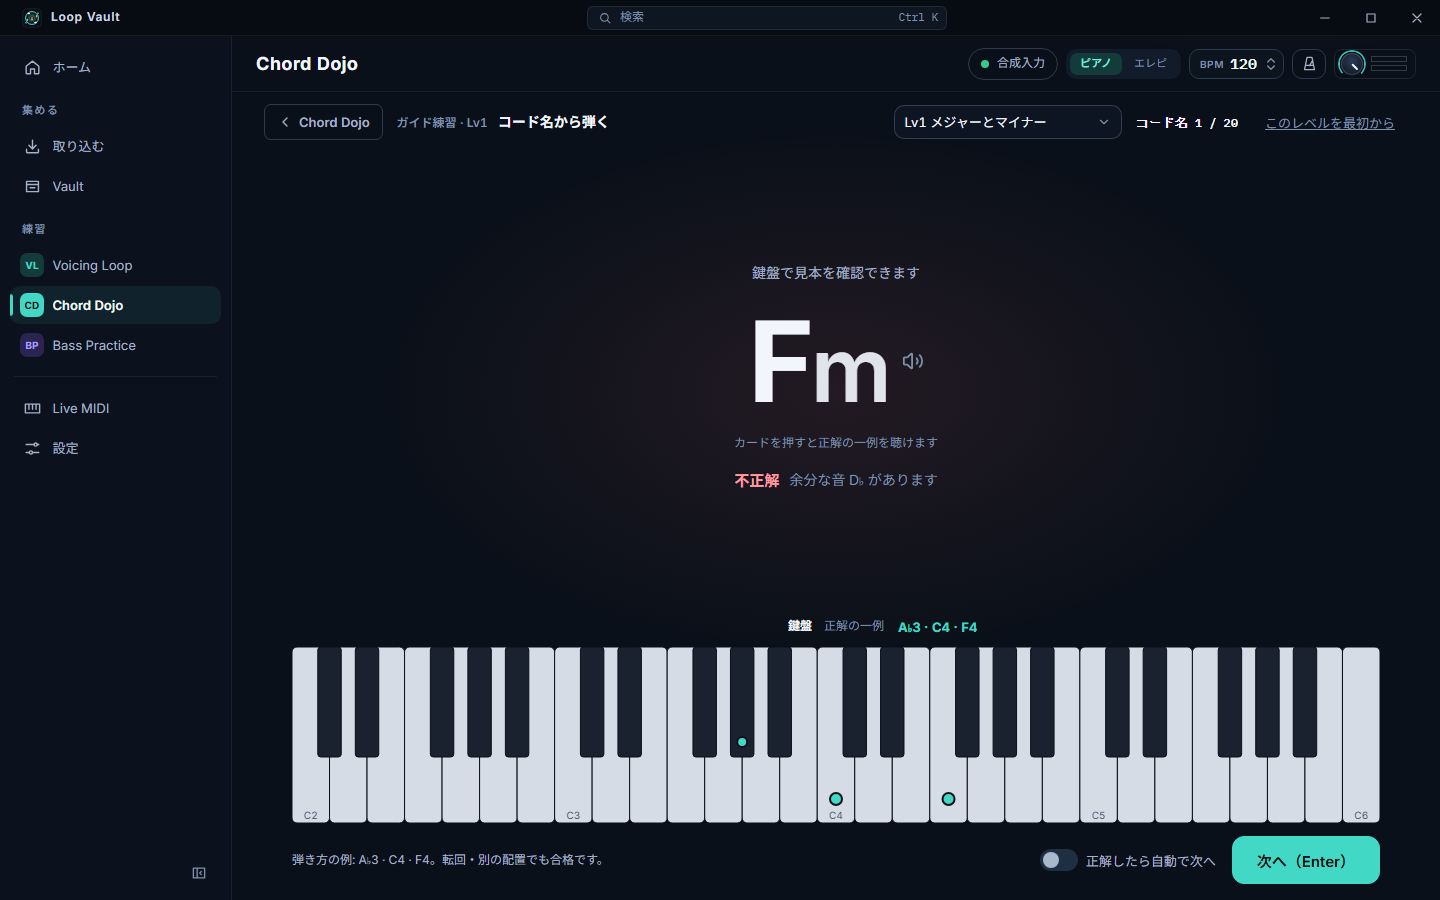 Loop Vault
検索
Ctrl K
ホーム
集める
取り込む
Vault
練習
VL Voicing Loop
CD Chord Dojo
BP Bass Practice
Live MIDI
設定
Chord Dojo
合成入力
ピアノ
エレピ
BPM 120
Chord Dojo
ガイド練習 · Lv1 コード名から弾く
Lv1 メジャーとマイナー
コード名 1 / 20
このレベルを最初から
鍵盤で見本を確認できます
Fm
カードを押すと正解の一例を聴けます
不正解 余分な音 D♭ があります
鍵盤 正解の一例 A♭3 · C4 · F4
C2 C3 C4 C5 C6
弾き方の例: A♭3 · C4 · F4。転回・別の配置でも合格です。
正解したら自動で次へ
次へ（Enter）